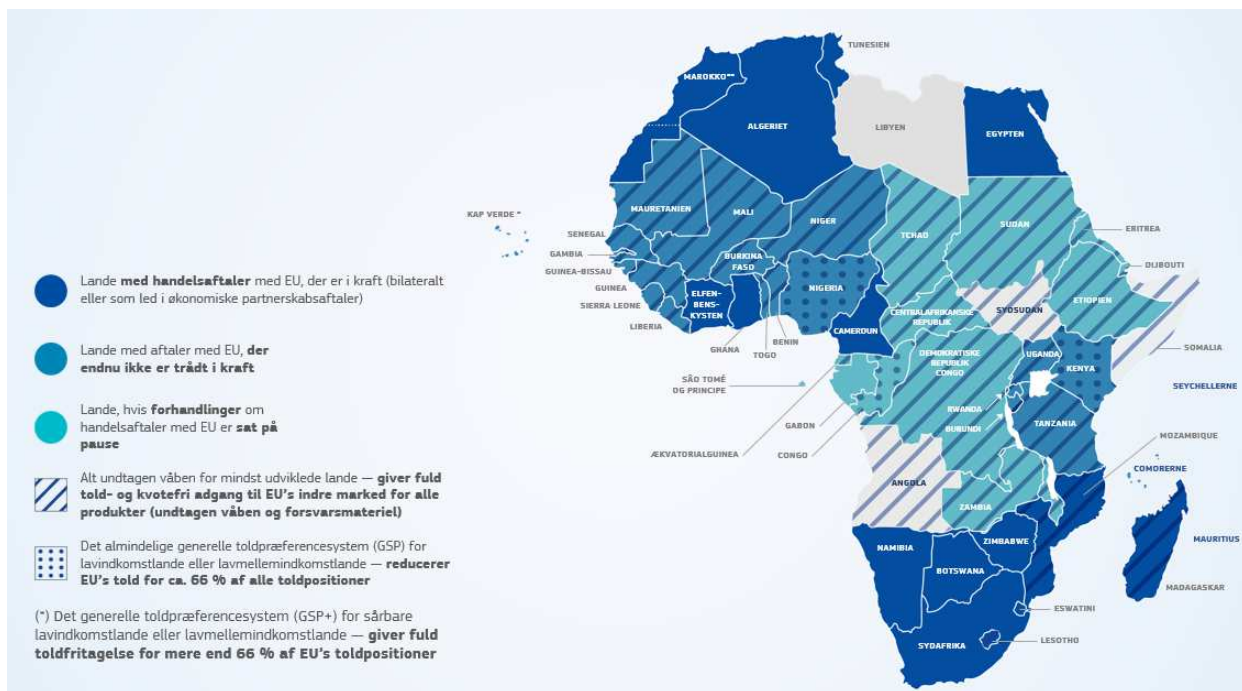 Lande med handelsaftaler med EU, der er i kraft (bilateralt
eller som led i økonomiske partnerskabsaftaler)
Lande med aftaler med EU, der
endnu ikke er trådt i kraft
Lande, hvis forhandlinger om
handelsaftaler med EU er sat på
pause
Alt undtagen våben for mindst udviklede lande — giver fuld
told- og kvotefri adgang til EU's indre marked for alle
produkter (undtagen våben og forsvarsmateriel)
Det almindelige generelle toldpræferencesystem (GSP) for
lavindkomstlande eller lavmellemindkomstlande — reducerer
EU's told for ca. 66 % af alle toldpositioner
(*) Det generelle toldpræferencesystem (GSP+) for sårbare
lavindkomstlande eller lavmellemindkomstlande — giver fuld
toldfritagelse for mere end 66 % af EU's toldpositioner
TUNESIEN
MAROKKO**
ALGERIET
LIBYEN
EGYPTEN
KAP VERDE *
MAURETANIEN
MALI
NIGER
TCHAD
SUDAN
ERITREA
SENEGAL
GAMBIA
GUINEA-BISSAU
GUINEA
SIERRA LEONE
LIBERIA
BURKINA
FASO
ELFEN-
BENS-
KYSTEN
GHANA
TOGO
BENIN
NIGERIA
CAMEROUN
CENTRALAFRIKANSKE
REPUBLIK
SYDSUDAN
ETIOPIEN
DJIBOUTI
SOMALIA
SÃO TOMÉ
OG PRINCIPE
GABON
ÆKVATORIALGUINEA
CONGO
DEMOKRATISKE
REPUBLIK
CONGO
UGANDA
KENYA
RWANDA
BURUNDI
TANZANIA
SEYCHELLERNE
MOZAMBIQUE
COMORERNE
ANGOLA
ZAMBIA
ZIMBABWE
NAMIBIA
BOTSWANA
MAURITIUS
MADAGASKAR
ESWATINI
LESOTHO
SYDAFRIKA